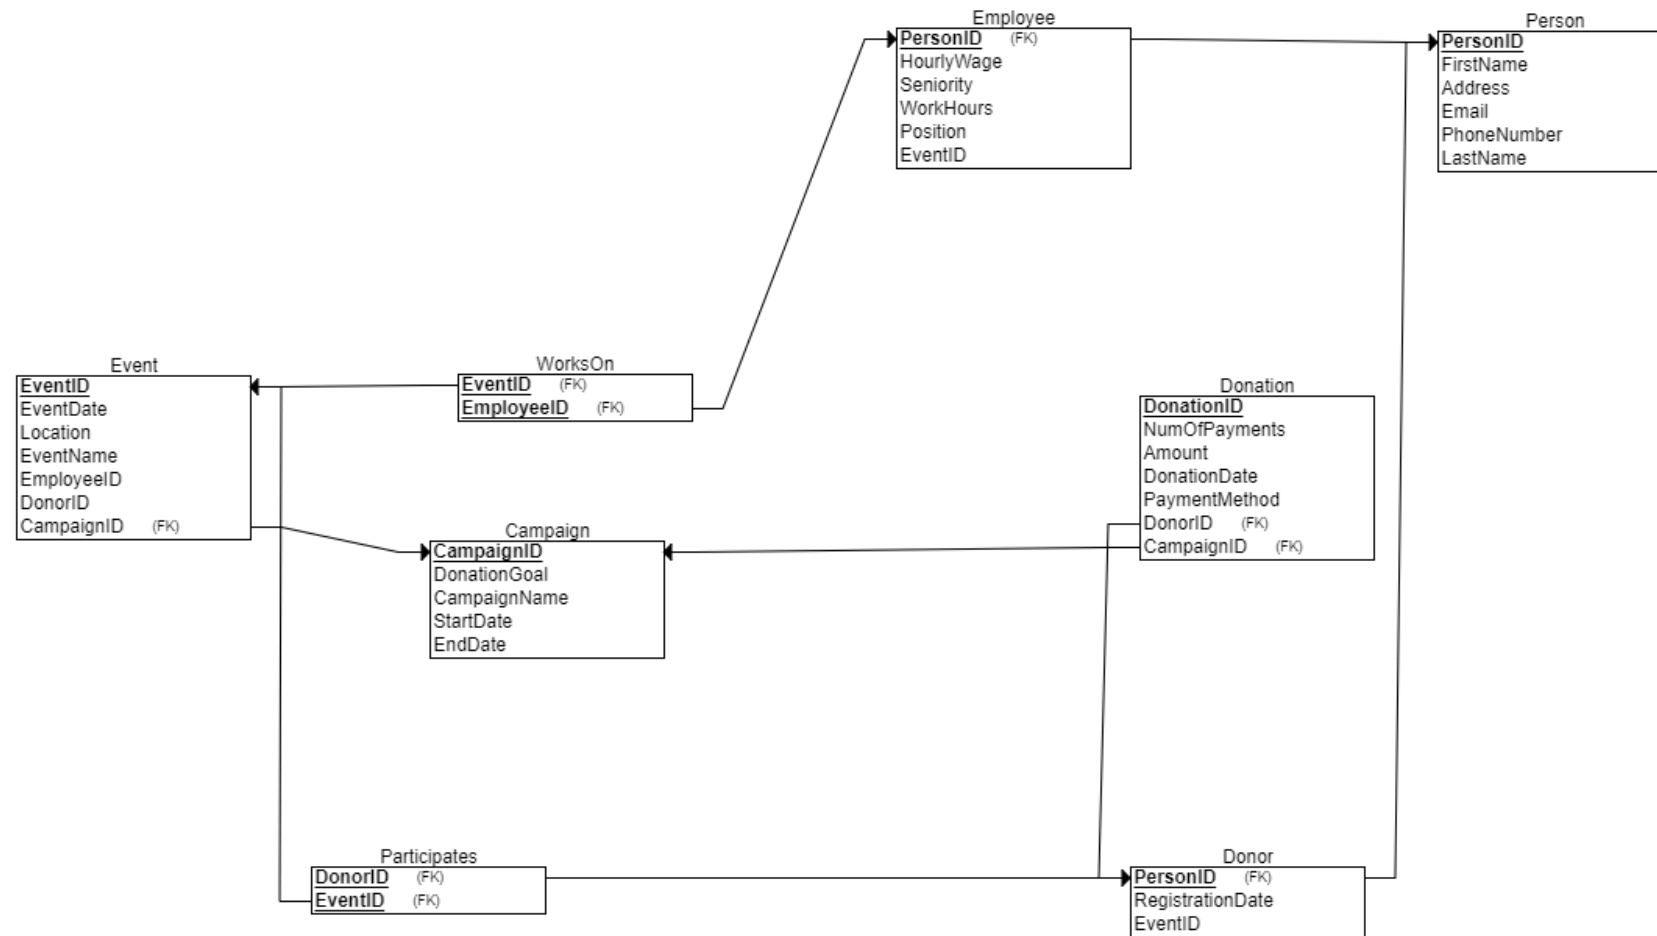 Employee
PersonID (FK)
HourlyWage
Seniority
WorkHours
Position
EventID
Person
PersonID
FirstName
Address
Email
PhoneNumber
LastName
Event
EventID
EventDate
Location
EventName
EmployeeID
DonorID
CampaignID (FK)
WorksOn
EventID (FK)
EmployeeID (FK)
Donation
DonationID
NumOfPayments
Amount
DonationDate
PaymentMethod
DonorID (FK)
CampaignID (FK)
Campaign
CampaignID
DonationGoal
CampaignName
StartDate
EndDate
Participates
DonorID (FK)
EventID (FK)
Donor
PersonID (FK)
RegistrationDate
EventID